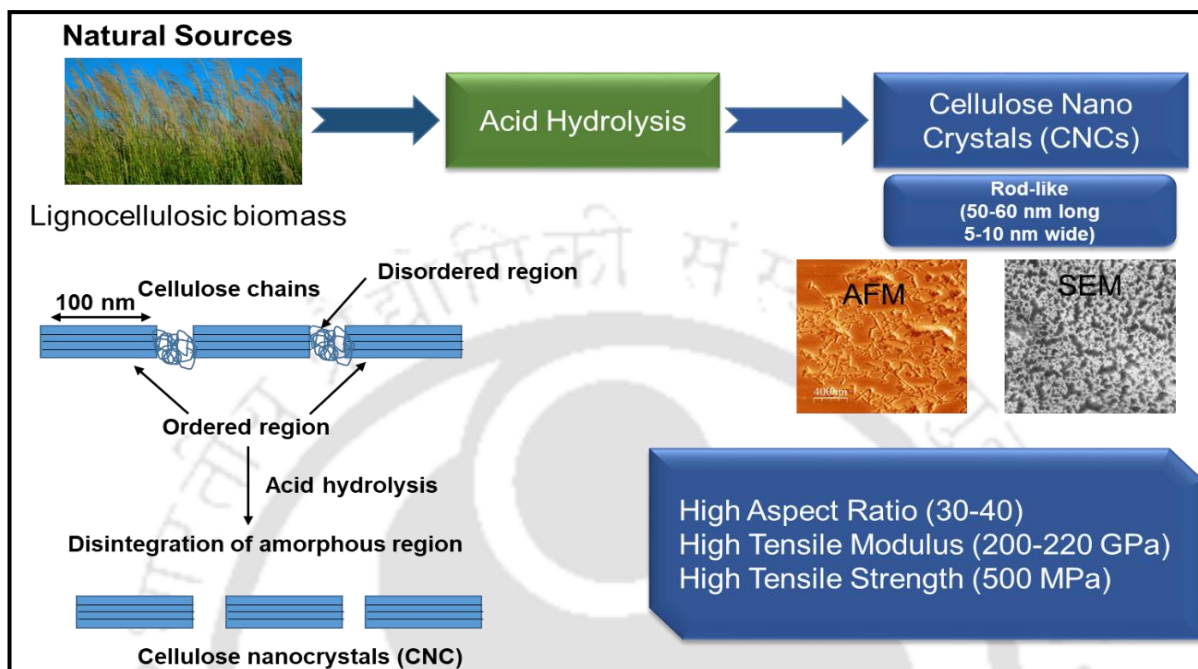 Natural Sources
Acid Hydrolysis
Cellulose Nano
Crystals (CNCs)
Rod-like
(50-60 nm long
5-10 nm wide)
Lignocellulosic biomass
Disordered region
Cellulose chains
100 nm
AFM
SEM
Ordered region
Acid hydrolysis
Disintegration of amorphous region
High Aspect Ratio (30-40)
High Tensile Modulus (200-220 GPa)
High Tensile Strength (500 MPa)
Cellulose nanocrystals (CNC)